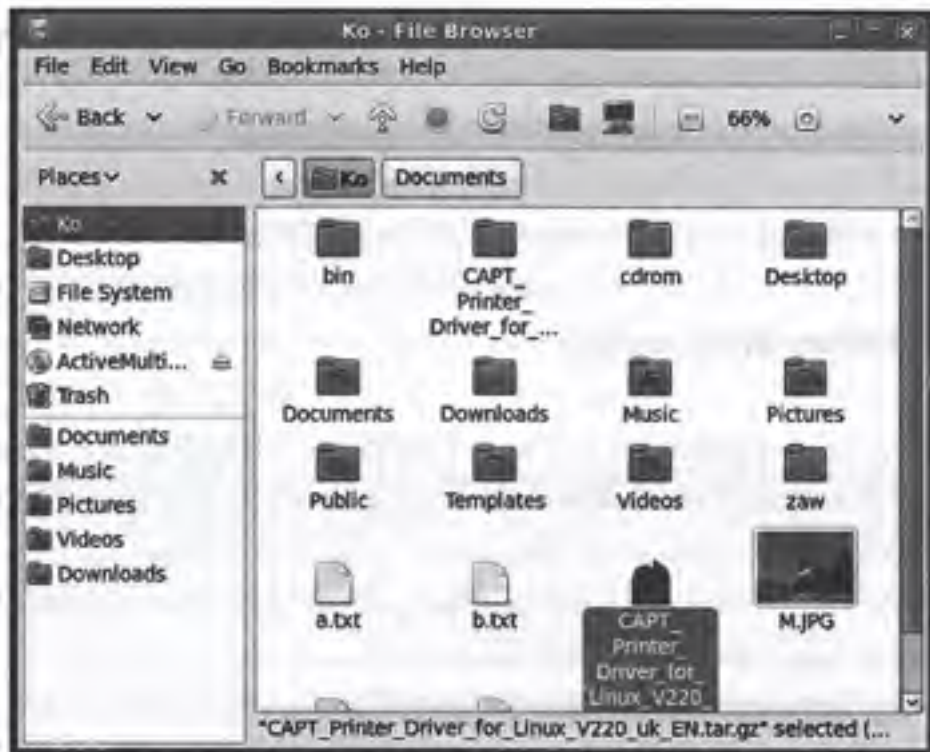 Ko - File Browser
File Edit View Go Bookmarks Help
Back Forward 66%
Places Ko Documents
Ko
Desktop
File System
Network
ActiveMulti...
Trash
Documents
Music
Pictures
Videos
Downloads
bin CAPT_ cdrom Desktop
Printer_
Driver_for_...
Documents Downloads Music Pictures
Public Templates Videos zaw
a.txt b.txt CAPT_ M.JPG
Printer_
Driver_for_
Linux_V220_
"CAPT_Printer_Driver_for_Linux_V220_uk_EN.tar.gz" selected (...